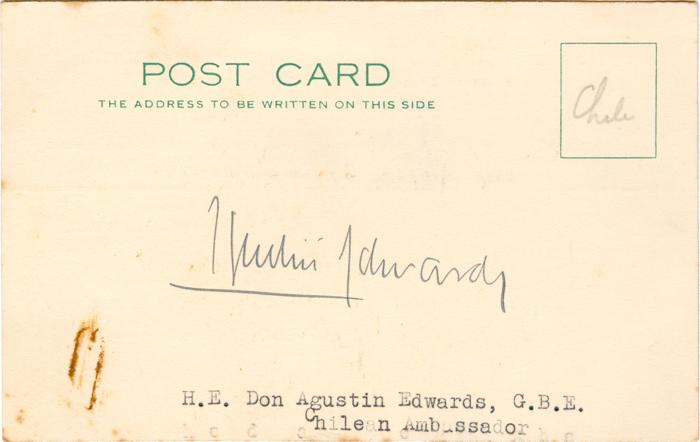 POST CARD
THE ADDRESS TO BE WRITTEN ON THIS SIDE
Chile
Agustin Edwards
H.E. Don Agustin Edwards, G.B.E.
Chilean Ambassador